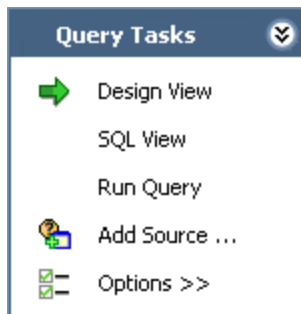 Query Tasks
Design View
SQL View
Run Query
Add Source ...
Options >>